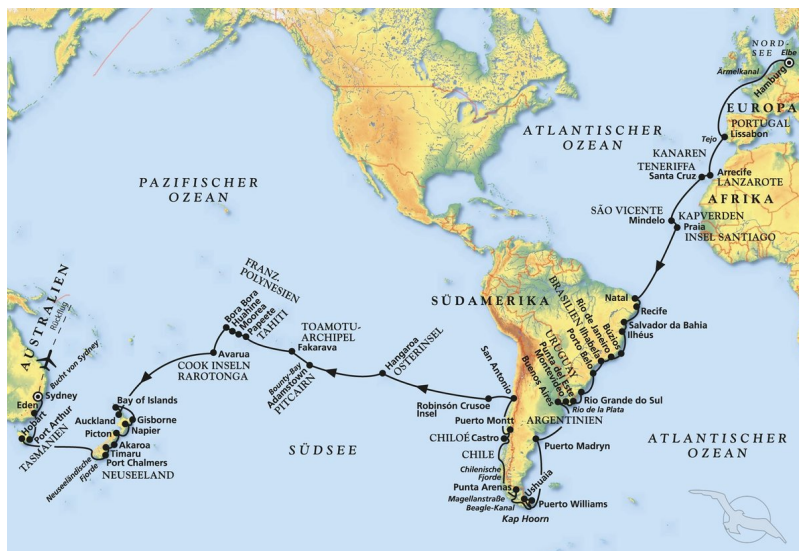 NORD-
SEE
Elbe
Ärmelkanal
Hamburg
EUROPA
PORTUGAL
Lissabon
Tejo
ATLANTISCHER
OZEAN
KANAREN
TENERIFFA
Santa Cruz
Arrecife
LANZAROTE
AFRIKA
SÃO VICENTE
Mindelo
KAPVERDEN
Praia
INSEL SANTIAGO
PAZIFISCHER
OZEAN
SÜDAMERIKA
BRASILIEN
Natal
Recife
Salvador da Bahia
Ilhéus
Búzios
Rio de Janeiro
Ilhabela
Porto Belo
URUGUAY
Punta del Este
Montevideo
Buenos Aires
Rio Grande do Sul
Rio de la Plata
ARGENTINIEN
Puerto Madryn
ATLANTISCHER
OZEAN
Ushuaia
Puerto Williams
Kap Hoorn
Beagle-Kanal
Magellanstraße
Punta Arenas
Chilenische
Fjorde
CHILE
CHILOÉ
Castro
Puerto Montt
San Antonio
Robinsón Crusoe
Insel
Hangaroa
OSTERINSEL
Bounty-Bay
Adamstown
PITCAIRN
TOAMOTU-
ARCHIPEL
Fakarava
FRANZ.
POLYNESIEN
Bora Bora
Huahine
Moorea
Papeete
TAHITI
Avarua
COOK INSELN
RAROTONGA
SÜDSEE
Bay of Islands
Auckland
Gisborne
Napier
Picton
Akaroa
Timaru
Port Chalmers
NEUSEELAND
Neuseeländische
Fjorde
TASMANIEN
Hobart
Port Arthur
Eden
Sydney
Bucht von Sydney
AUSTRALIEN
Rückflug